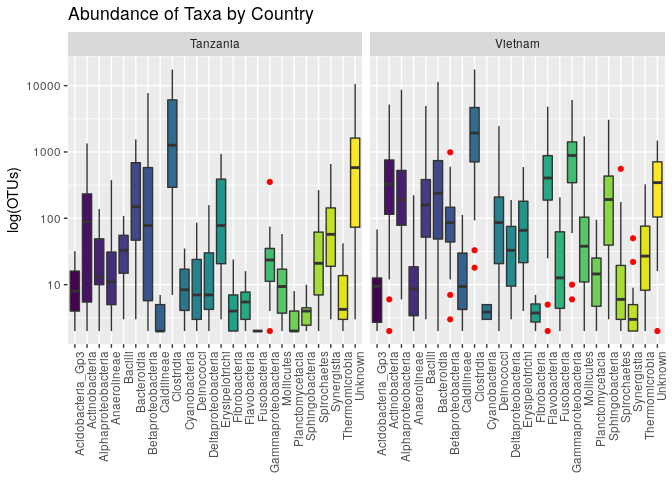 Abundance of Taxa by Country
Tanzania
Vietnam
log(OTUs)
10000
1000
100
10
Acidobacteria_Gp3
Actinobacteria
Alphaproteobacteria
Anaerolineae
Bacilli
Bacteroidia
Betaproteobacteria
Caldilineae
Clostridia
Cyanobacteria
Deinococci
Deltaproteobacteria
Erysipelotrichi
Fibrobacteria
Flavobacteria
Fusobacteria
Gammaproteobacteria
Mollicutes
Planctomycetacia
Sphingobacteria
Spirochaetes
Synergistia
Thermomicrobia
Unknown
Acidobacteria_Gp3
Actinobacteria
Alphaproteobacteria
Anaerolineae
Bacilli
Bacteroidia
Betaproteobacteria
Caldilineae
Clostridia
Cyanobacteria
Deinococci
Deltaproteobacteria
Erysipelotrichi
Fibrobacteria
Flavobacteria
Fusobacteria
Gammaproteobacteria
Mollicutes
Planctomycetacia
Sphingobacteria
Spirochaetes
Synergistia
Thermomicrobia
Unknown